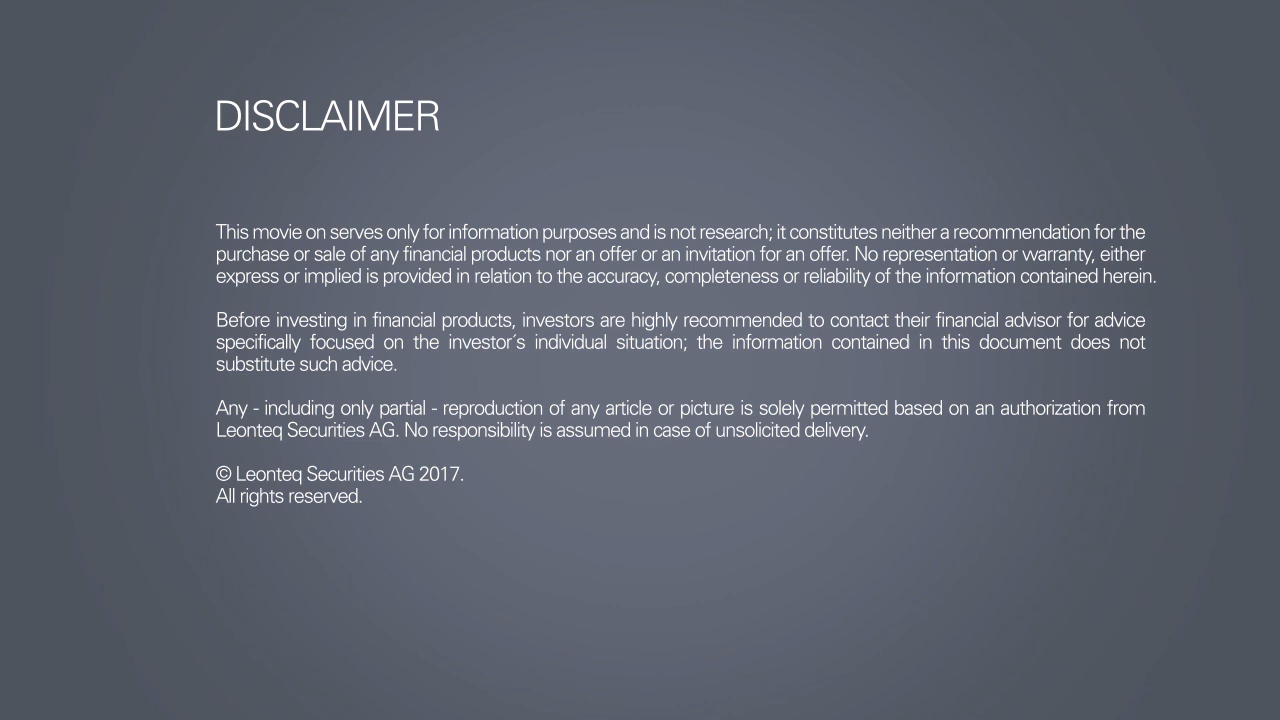 DISCLAIMER
This movie on serves only for information purposes and is not research; it constitutes neither a recommendation for the
purchase or sale of any financial products nor an offer or an invitation for an offer. No representation or warranty, either
express or implied is provided in relation to the accuracy, completeness or reliability of the information contained herein.
Before investing in financial products, investors are highly recommended to contact their financial advisor for advice
specifically focused on the investor´s individual situation; the information contained in this document does not
substitute such advice.
Any - including only partial - reproduction of any article or picture is solely permitted based on an authorization from
Leonteq Securities AG. No responsibility is assumed in case of unsolicited delivery.
© Leonteq Securities AG 2017.
All rights reserved.